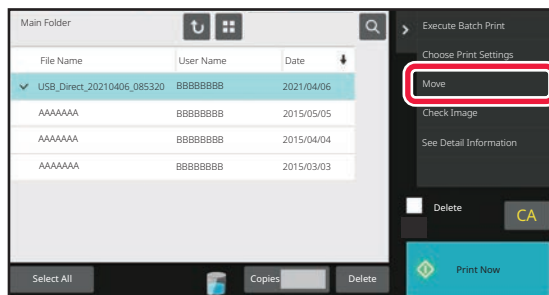 Main Folder
File Name User Name Date
USB_Direct_20210406_085320 BBBBBBBB 2021/04/06
AAAAAAA BBBBBBBB 2015/05/05
AAAAAAA BBBBBBBB 2015/04/04
AAAAAAA BBBBBBBB 2015/03/03
Select All Copies Delete
Execute Batch Print
Choose Print Settings
Move
Check Image
See Detail Information
Delete
CA
Print Now